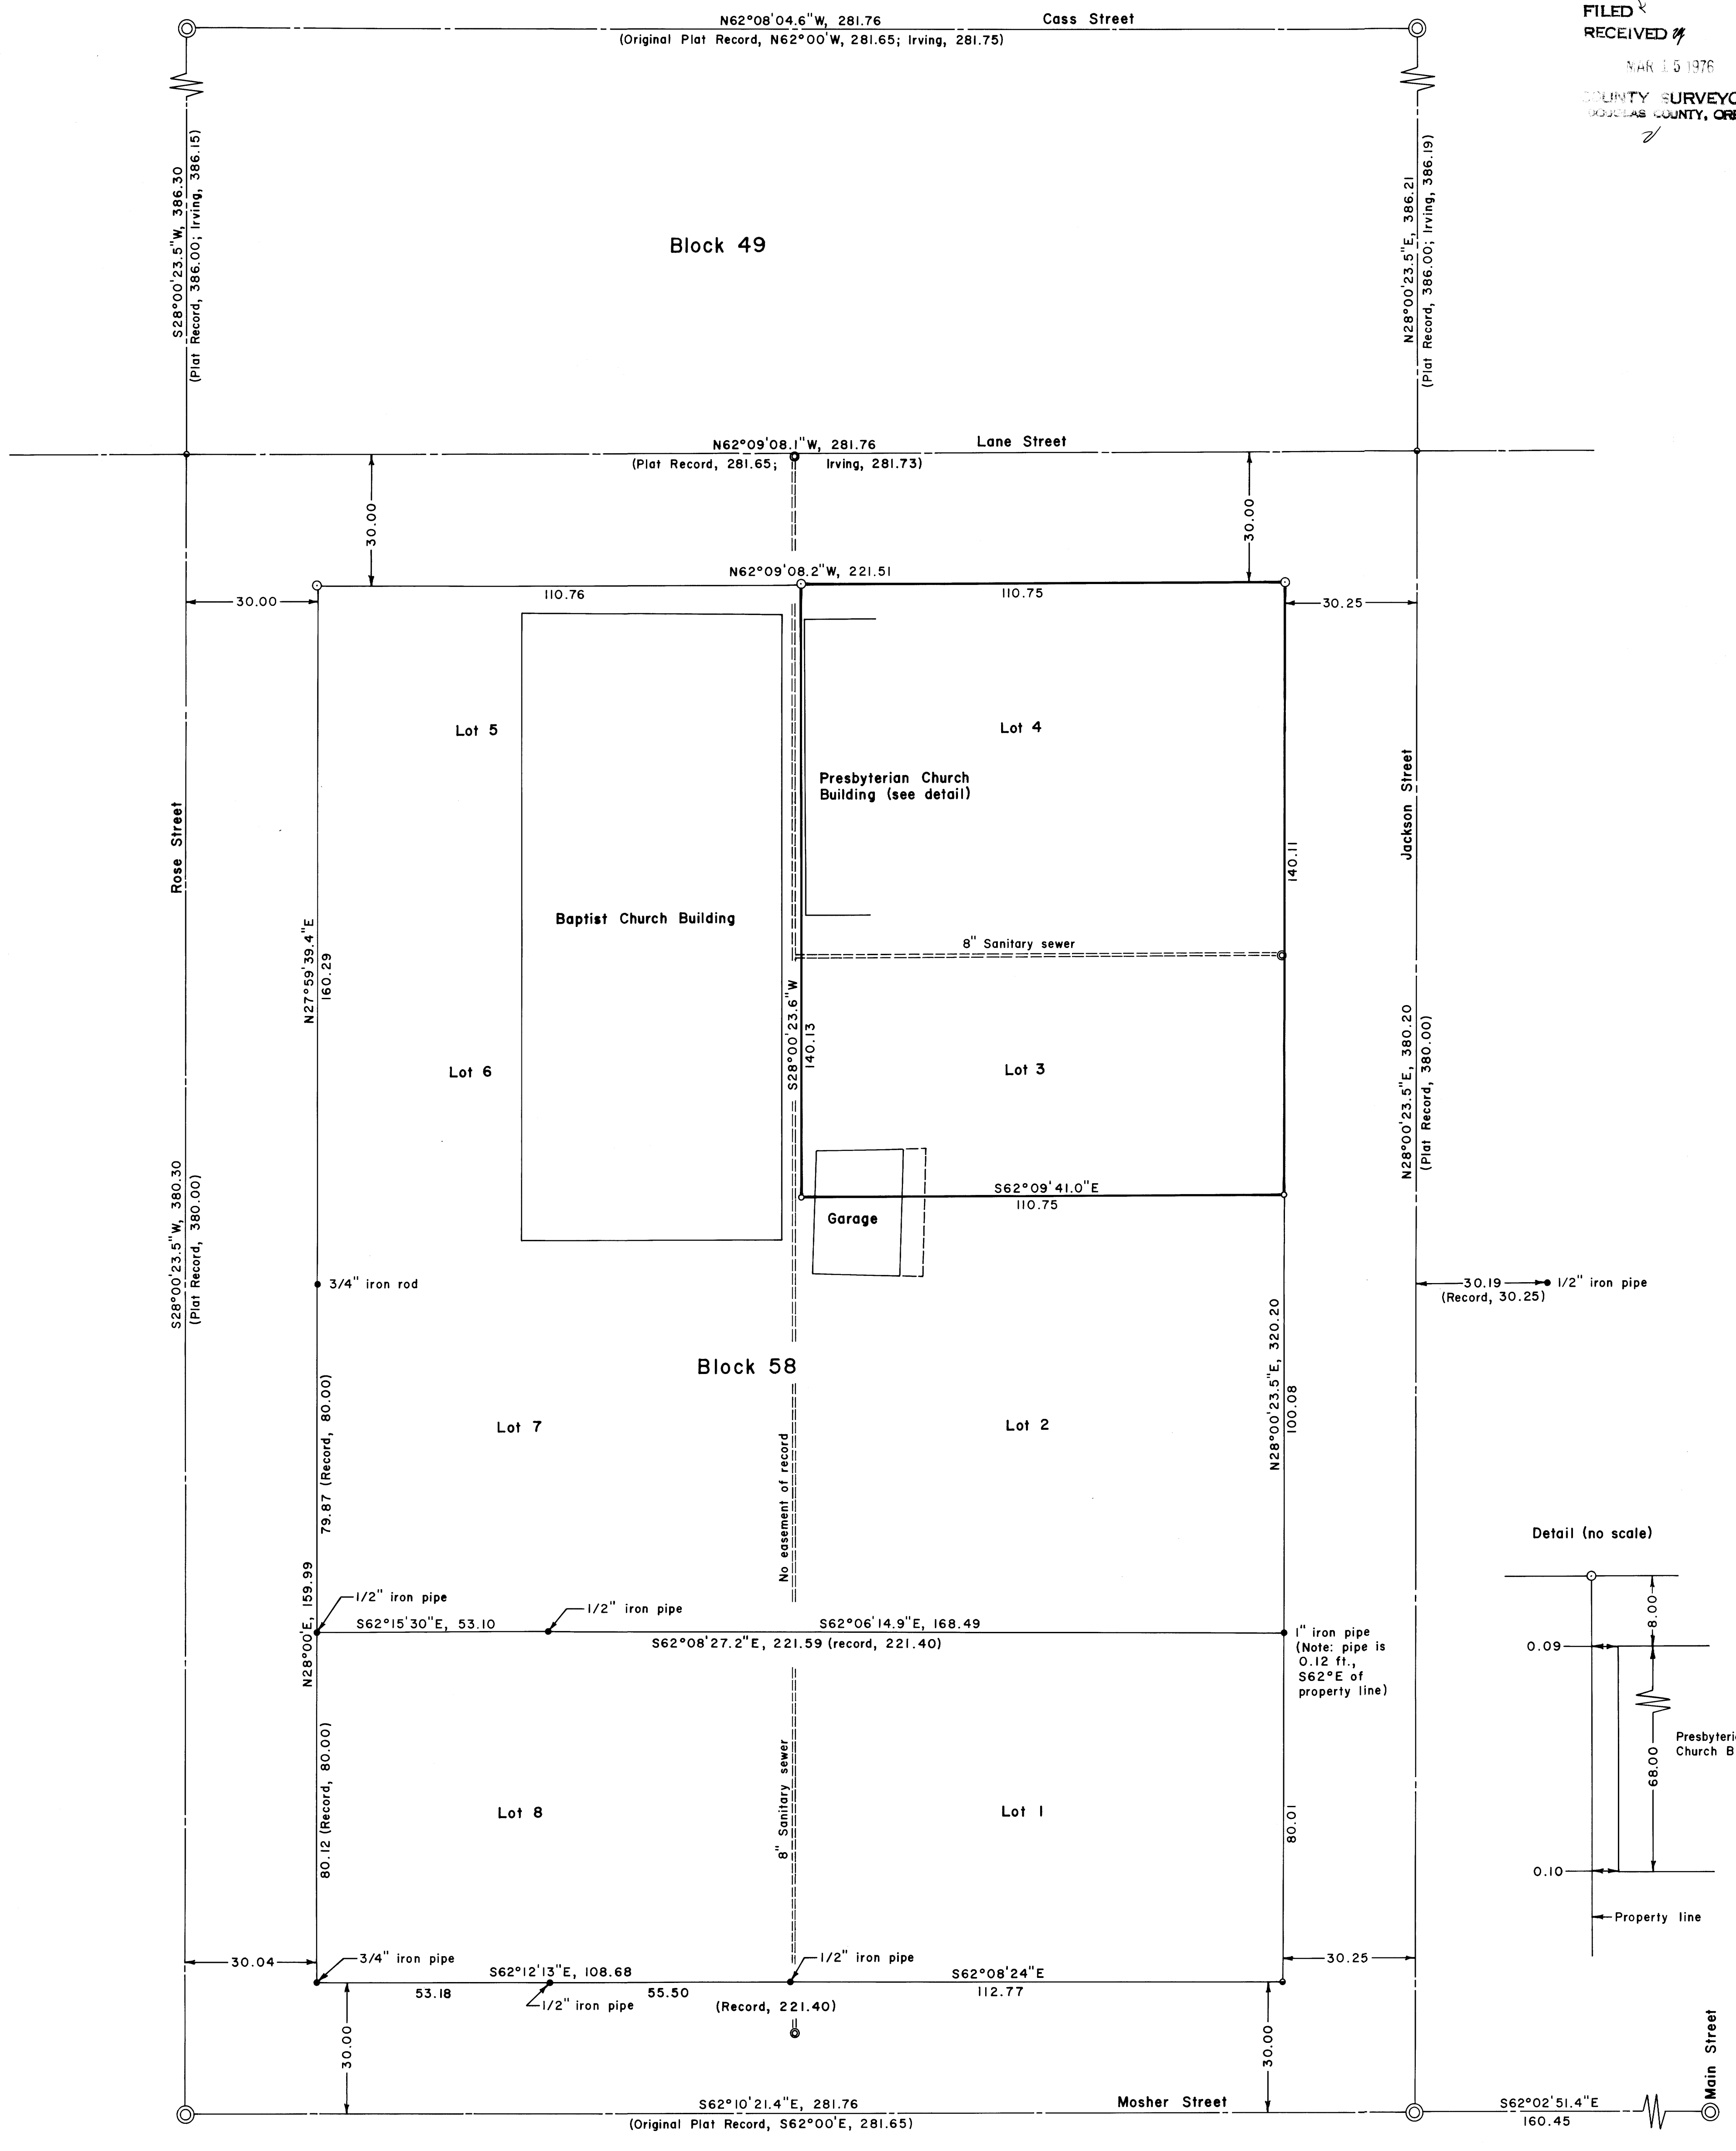 N62°08'04.6"W, 281.76
Cass Street
(Original Plat Record, N62°00'W, 281.65; Irving, 281.75)
FILED
RECEIVED
MAR 15 1976
COUNTY SURVEYO
DOUGLAS COUNTY, ORE
S28°00'23.5"W, 386.30
(Plat Record, 386.00; Irving, 386.15)
N28°00'23.5"E, 386.21
(Plat Record, 386.00; Irving, 386.19)
Block 49
N62°09'08.1"W, 281.76
Lane Street
(Plat Record, 281.65; Irving, 281.73)
30.00
30.00
N62°09'08.2"W, 221.51
30.00
110.76
110.75
30.25
Lot 5
Lot 4
Presbyterian Church
Building (see detail)
Rose Street
Jackson Street
140.11
Baptist Church Building
8" Sanitary sewer
N27°59'39.4"E
160.29
S28°00'23.6"W
140.13
Lot 6
Lot 3
N28°00'23.5"E, 380.20
(Plat Record, 380.00)
S28°00'23.5"W, 380.30
(Plat Record, 380.00)
S62°09'41.0"E
110.75
Garage
3/4" iron rod
30.19
1/2" iron pipe
(Record, 30.25)
Block 58
N28°00'23.5"E, 320.20
100.08
Lot 7
Lot 2
79.87 (Record, 80.00)
No easement of record
Detail (no scale)
N28°00'E, 159.99
1/2" iron pipe
1/2" iron pipe
S62°15'30"E, 53.10
S62°06'14.9"E, 168.49
S62°08'27.2"E, 221.59 (record, 221.40)
1" iron pipe
(Note: pipe is
0.12 ft.,
S62°E of
property line)
8.00
0.09
Presbyteri
Church B
68.00
0.10
Property line
80.12 (Record, 80.00)
8" Sanitary sewer
Lot 8
Lot 1
80.01
30.04
3/4" iron pipe
1/2" iron pipe
30.25
S62°12'13"E, 108.68
S62°08'24"E
53.18
55.50
112.77
1/2" iron pipe
(Record, 221.40)
30.00
30.00
Main Street
S62°10'21.4"E, 281.76
Mosher Street
(Original Plat Record, S62°00'E, 281.65)
S62°02'51.4"E
160.45